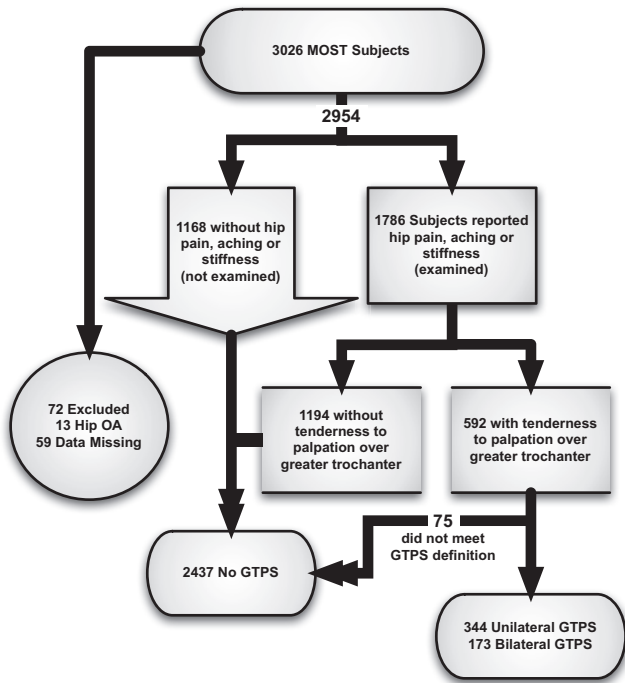 3026 MOST Subjects
2954
1168 without hip
pain, aching or
stiffness
(not examined)
1786 Subjects reported
hip pain, aching or
stiffness
(examined)
72 Excluded
13 Hip OA
59 Data Missing
1194 without
tenderness to
palpation over
greater trochanter
592 with tenderness
to palpation over
greater trochanter
75
did not meet
GTPS definition
2437 No GTPS
344 Unilateral GTPS
173 Bilateral GTPS